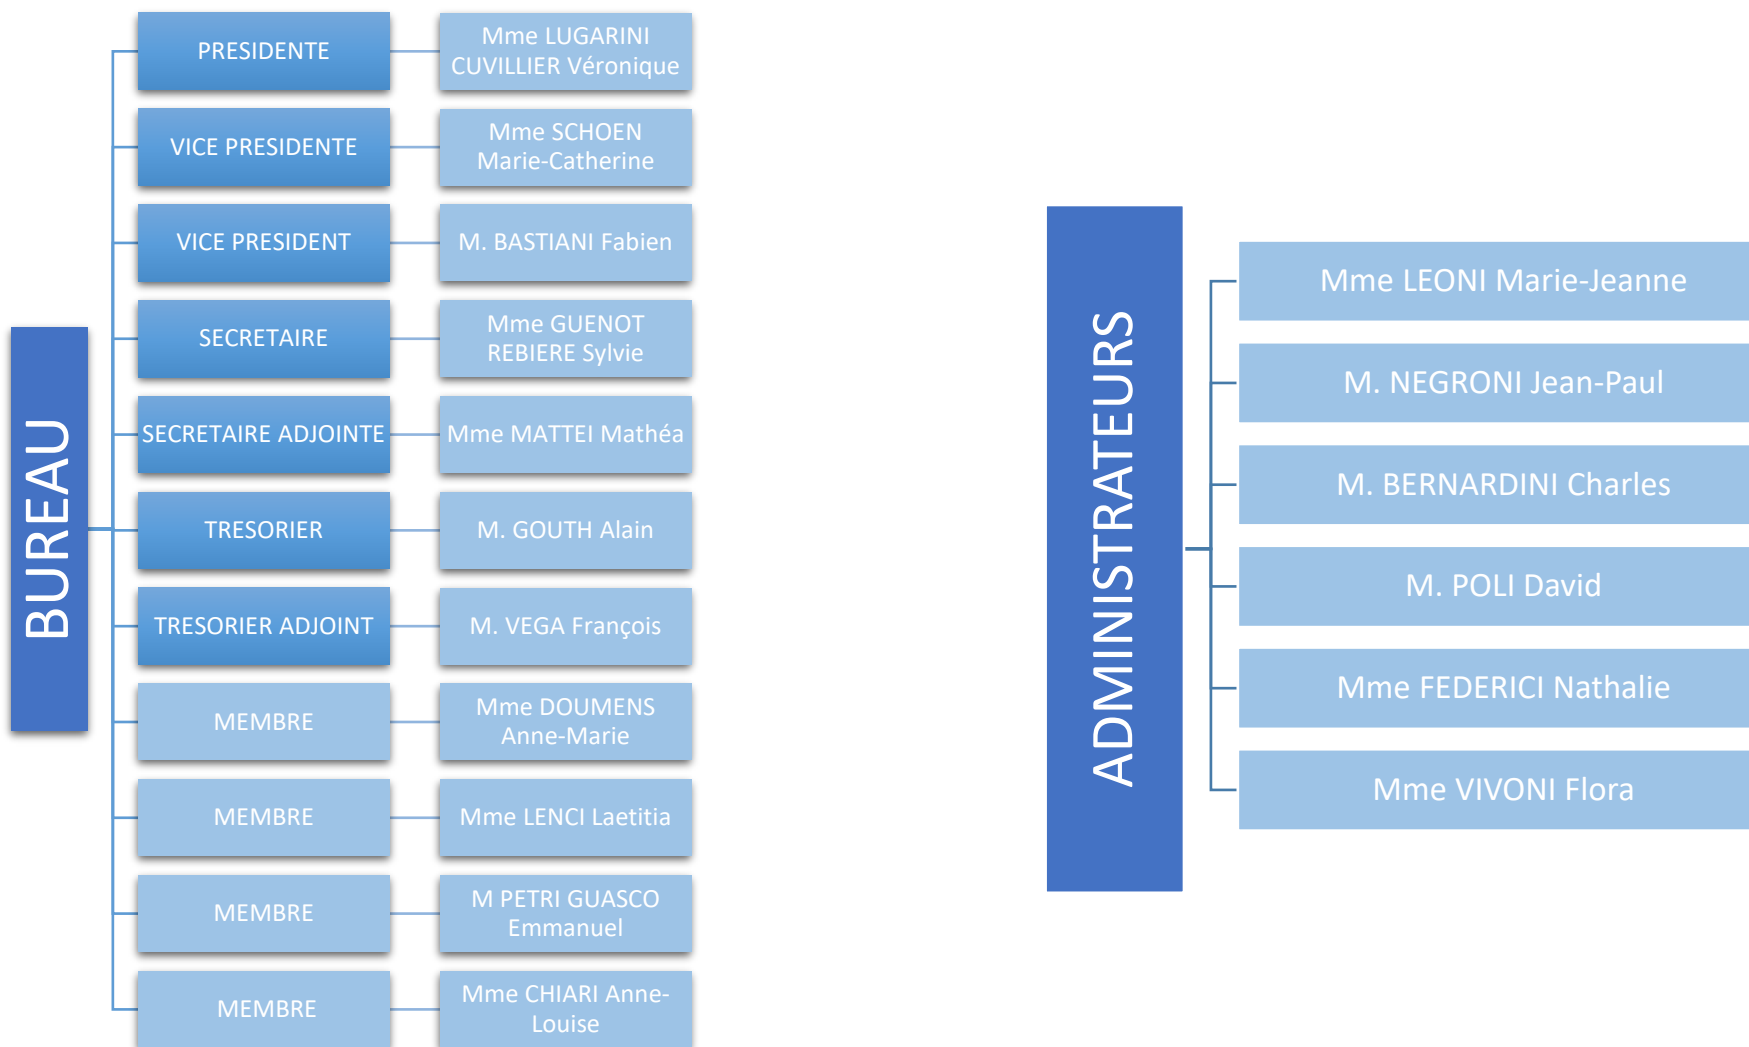 BUREAU
PRESIDENTE
Mme LUGARINI
CUVILLIER Véronique
VICE PRESIDENTE
Mme SCHOEN
Marie-Catherine
VICE PRESIDENT
M. BASTIANI Fabien
SECRETAIRE
Mme GUENOT
REBIERE Sylvie
SECRETAIRE ADJOINTE
Mme MATTEI Mathéa
TRESORIER
M. GOUTH Alain
TRESORIER ADJOINT
M. VEGA François
MEMBRE
Mme DOUMENS
Anne-Marie
MEMBRE
Mme LENCI Laetitia
MEMBRE
M PETRI GUASCO
Emmanuel
MEMBRE
Mme CHIARI Anne-
Louise
ADMINISTRATEURS
Mme LEONI Marie-Jeanne
M. NEGRONI Jean-Paul
M. BERNARDINI Charles
M. POLI David
Mme FEDERICI Nathalie
Mme VIVONI Flora